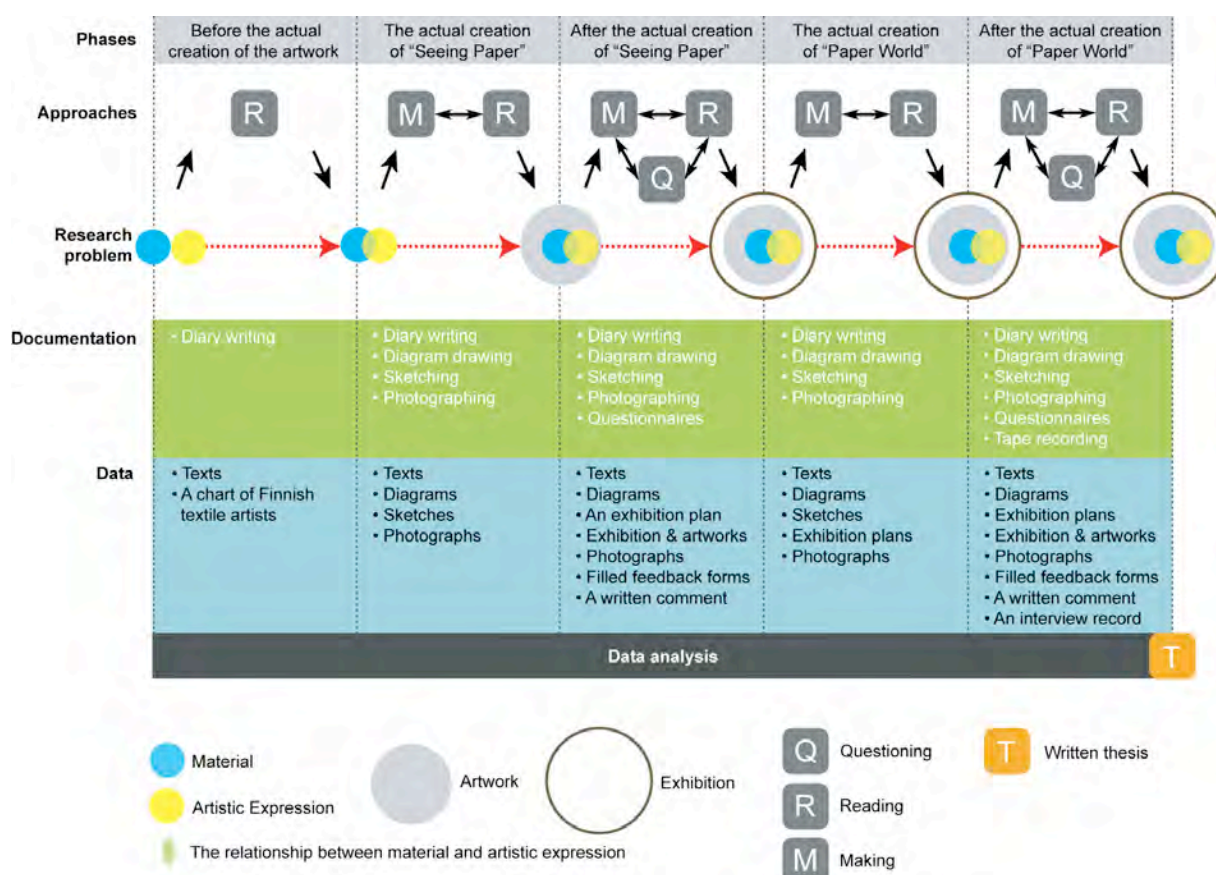 Phases
Before the actual
creation of the artwork
The actual creation
of “Seeing Paper”
After the actual creation
of “Seeing Paper”
The actual creation
of “Paper World”
After the actual creation
of “Paper World”
Approaches
R
M R
M R
Q
M R
M R
Q
Research
problem
Documentation
• Diary writing
• Diary writing
• Diagram drawing
• Sketching
• Photographing
• Diary writing
• Diagram drawing
• Sketching
• Photographing
• Questionnaires
• Diary writing
• Diagram drawing
• Sketching
• Photographing
• Diary writing
• Diagram drawing
• Sketching
• Photographing
• Questionnaires
• Tape recording
Data
• Texts
• A chart of Finnish
textile artists
• Texts
• Diagrams
• Sketches
• Photographs
• Texts
• Diagrams
• An exhibition plan
• Exhibition & artworks
• Photographs
• Filled feedback forms
• A written comment
• Texts
• Diagrams
• Sketches
• Exhibition plans
• Photographs
• Texts
• Diagrams
• Exhibition plans
• Exhibition & artworks
• Photographs
• Filled feedback forms
• A written comment
• An interview record
Data analysis
T
Material
Artistic Expression
The relationship between material and artistic expression
Artwork
Exhibition
Q Questioning
R Reading
M Making
T Written thesis